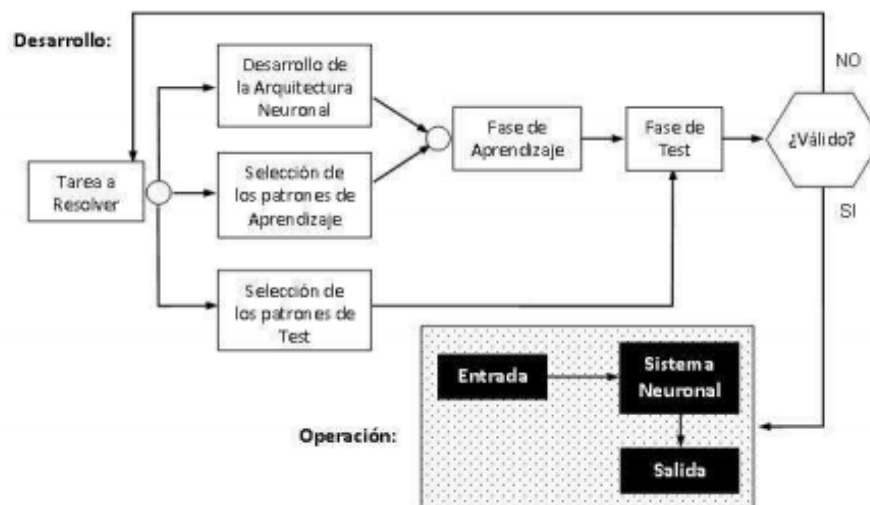 Desarrollo:
NO
Desarrollo de
la Arquitectura
Neuronal
Fase de
Aprendizaje
Fase de
Test
¿Válido?
Tarea a
Resolver
Selección de
los patrones de
Aprendizaje
SI
Selección de
los patrones de
Test
Entrada
Sistema
Neuronal
Operación:
Salida